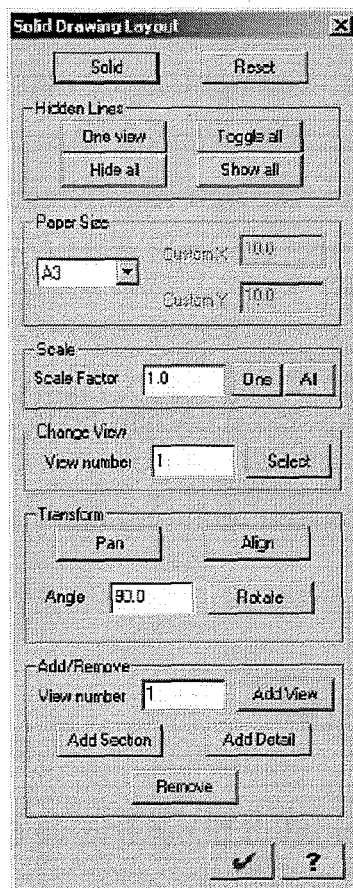 Solid Drawing Layout
Solid Reset
Hidden Lines
One view Toggle all
Hide all Show all
Paper Size
A3 Custom X 10.0
Custom Y 10.0
Scale
Scale Factor 1.0 One All
Change View
View number 1 Select
Transform
Pan Align
Angle 90.0 Rotate
Add/Remove
View number 1 Add View
Add Section Add Detail
Remove
?